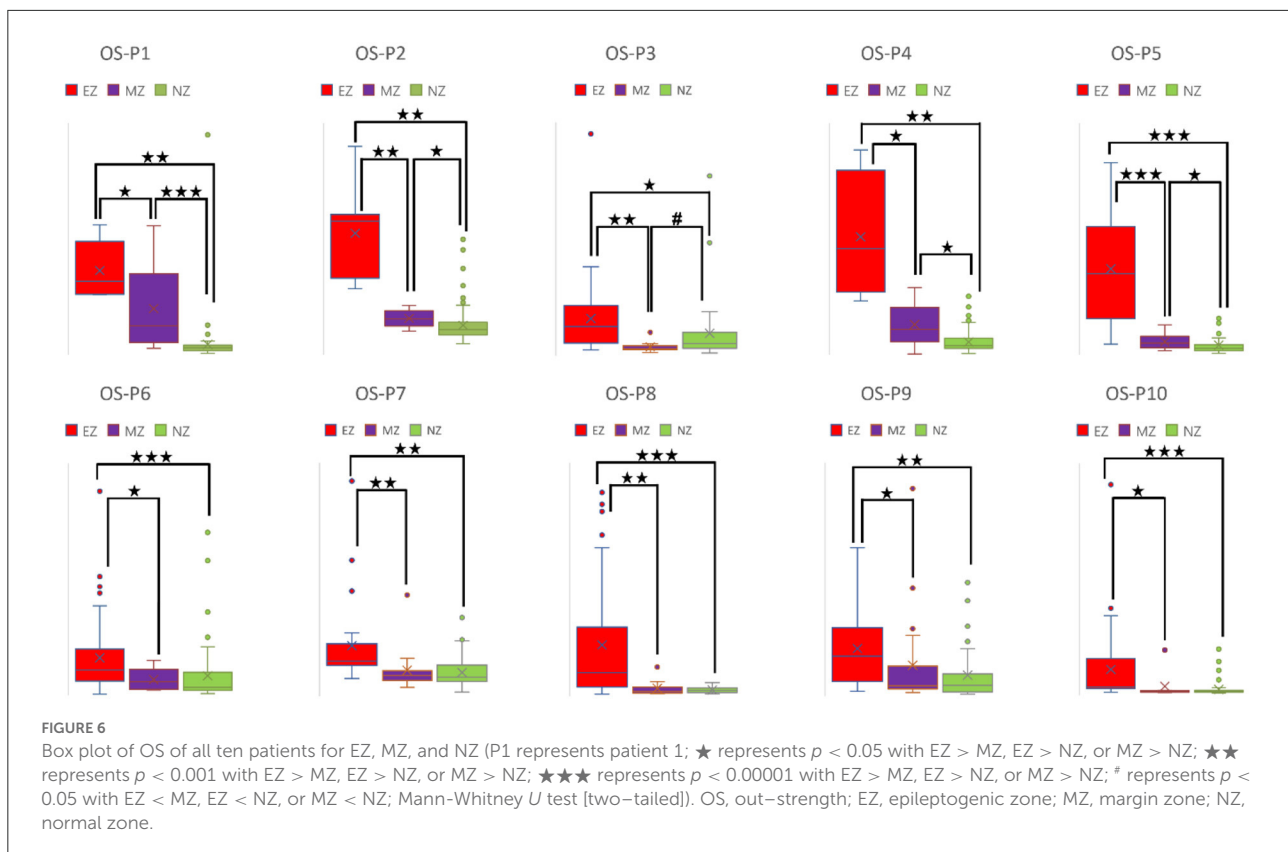 OS-P1 OS-P2 OS-P3 OS-P4 OS-P5
EZ MZ NZ EZ MZ NZ EZ MZ NZ EZ MZ NZ EZ MZ NZ
★★ ★ ★★★ ★★ ★★ ★ ★ ★★ # ★★ ★ ★ ★★★ ★★★ ★
OS-P6 OS-P7 OS-P8 OS-P9 OS-P10
EZ MZ NZ EZ MZ NZ EZ MZ NZ EZ MZ NZ EZ MZ NZ
★★★ ★ ★★ ★★ ★★★ ★★ ★★ ★ ★★★ ★
FIGURE 6
Box plot of OS of all ten patients for EZ, MZ, and NZ (P1 represents patient 1; ★ represents p < 0.05 with EZ > MZ, EZ > NZ, or MZ > NZ; ★★
represents p < 0.001 with EZ > MZ, EZ > NZ, or MZ > NZ; ★★★ represents p < 0.00001 with EZ > MZ, EZ > NZ, or MZ > NZ; # represents p <
0.05 with EZ < MZ, EZ < NZ, or MZ < NZ; Mann-Whitney U test [two–tailed]). OS, out–strength; EZ, epileptogenic zone; MZ, margin zone; NZ,
normal zone.